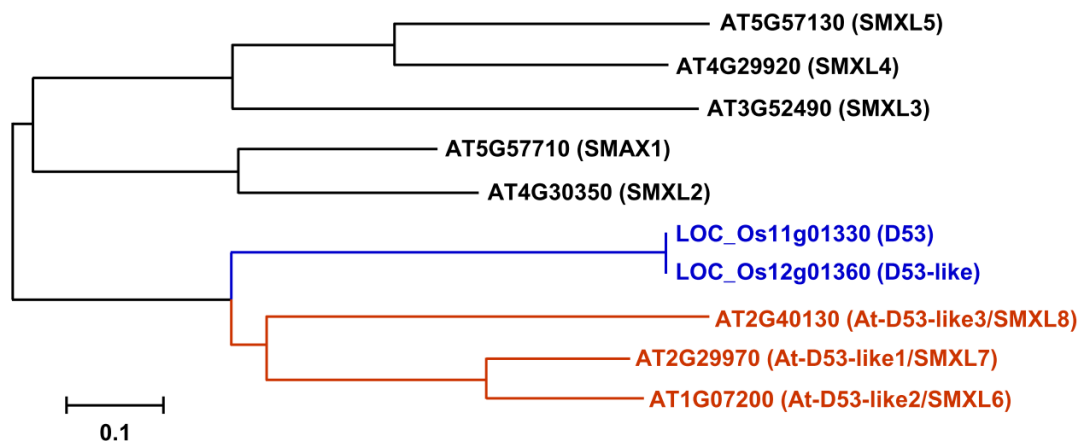 AT5G57130 (SMXL5)
AT4G29920 (SMXL4)
AT3G52490 (SMXL3)
AT5G57710 (SMAX1)
AT4G30350 (SMXL2)
LOC_Os11g01330 (D53)
LOC_Os12g01360 (D53-like)
AT2G40130 (At-D53-like3/SMXL8)
AT2G29970 (At-D53-like1/SMXL7)
AT1G07200 (At-D53-like2/SMXL6)
0.1